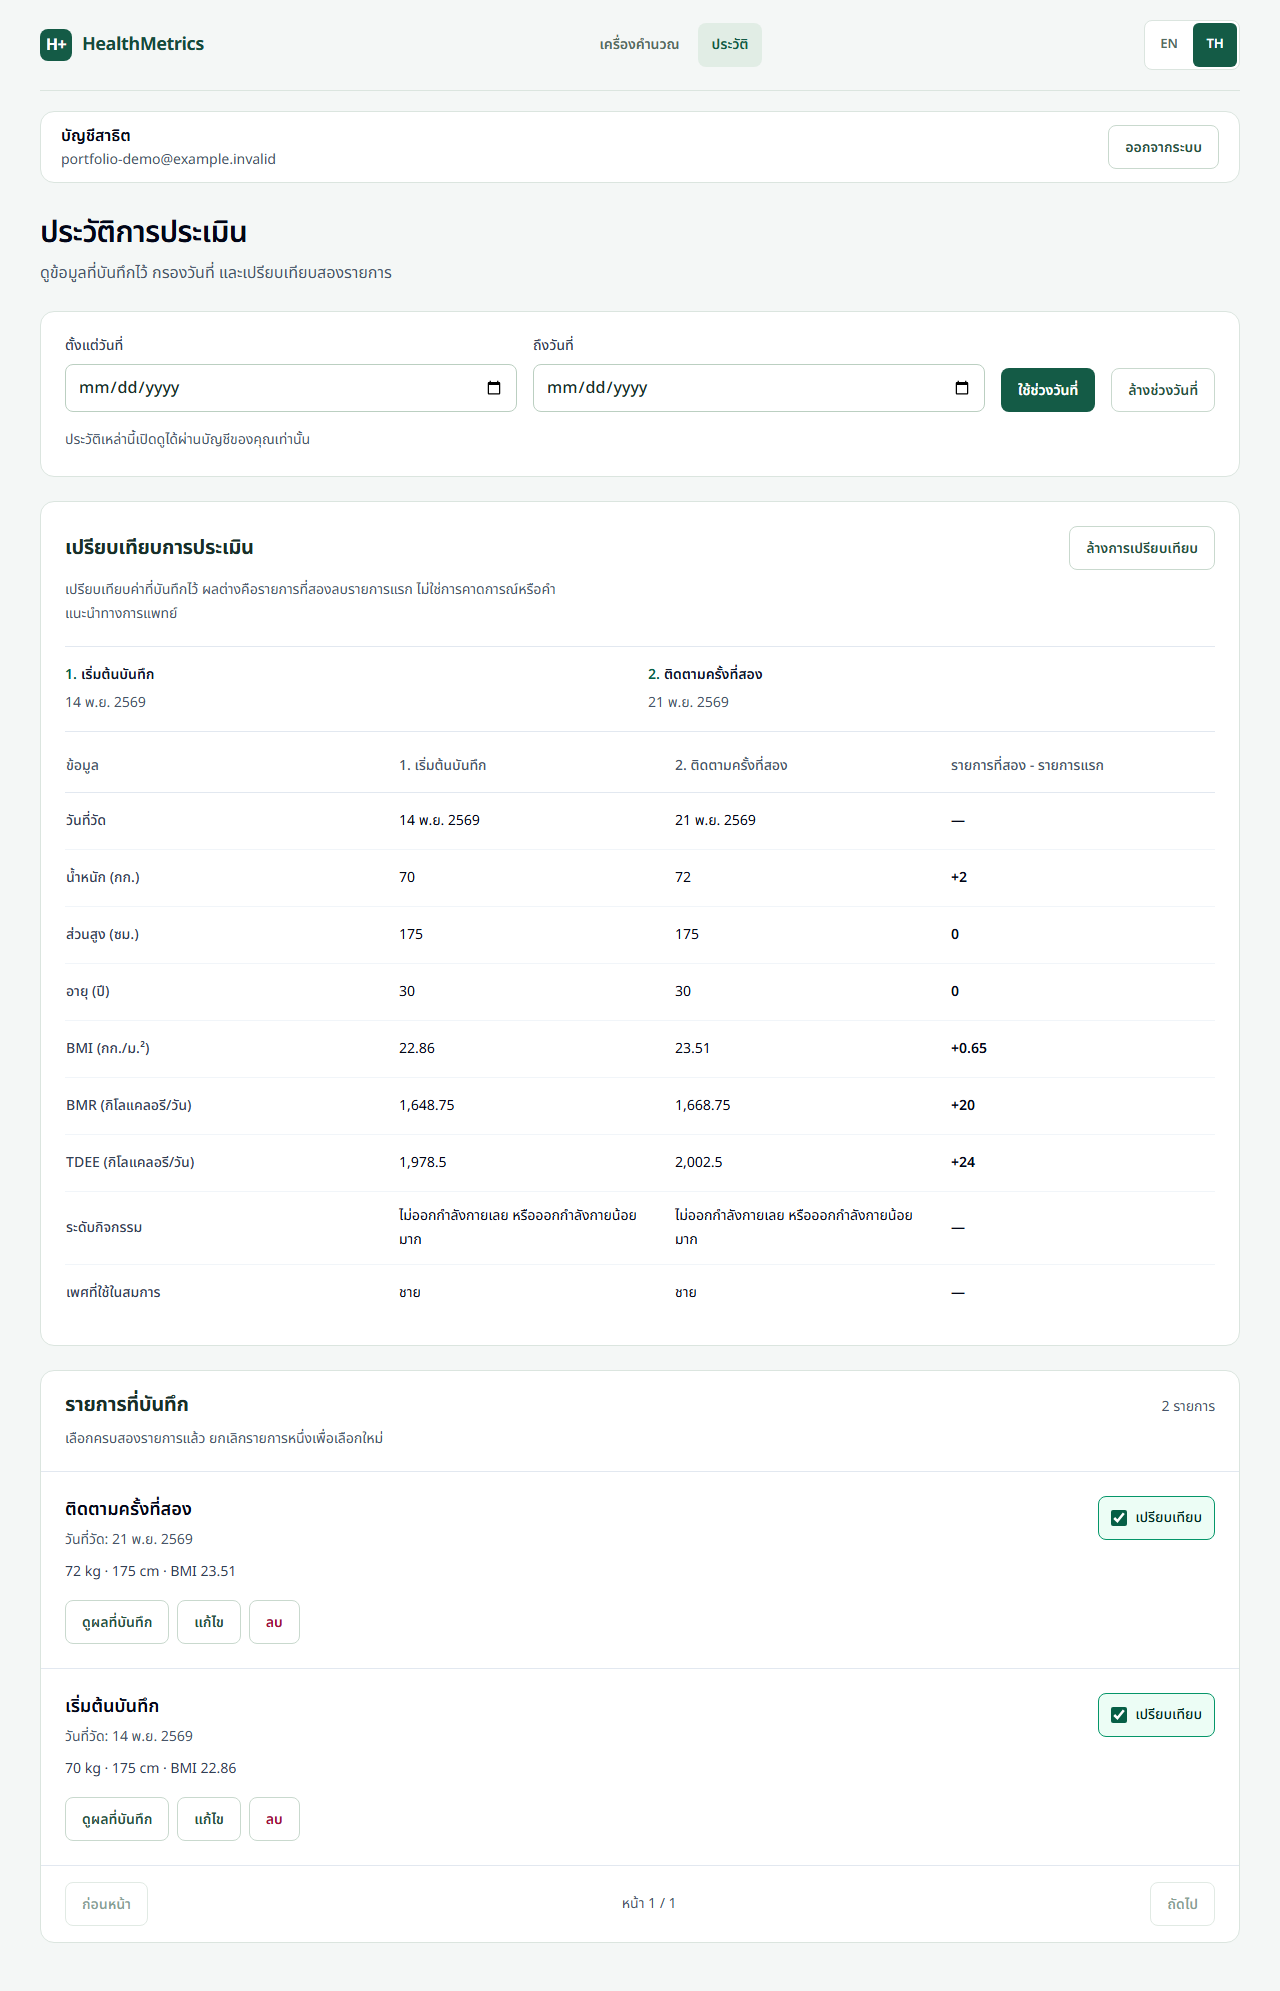 H+ HealthMetrics
เครื่องคำนวณ
ประวัติ
EN
TH
บัญชีสาธิต
portfolio-demo@example.invalid
ออกจากระบบ
ประวัติการประเมิน
ดูข้อมูลที่บันทึกไว้ กรองวันที่ และเปรียบเทียบสองรายการ
ตั้งแต่วันที่
ถึงวันที่
mm/dd/yyyy
mm/dd/yyyy
ใช้ช่วงวันที่
ล้างช่วงวันที่
ประวัติเหล่านี้เปิดดูได้ผ่านบัญชีของคุณเท่านั้น
เปรียบเทียบการประเมิน
ล้างการเปรียบเทียบ
เปรียบเทียบค่าที่บันทึกไว้ ผลต่างคือรายการที่สองลบรายการแรก ไม่ใช่การคาดการณ์หรือคำ
แนะนำทางการแพทย์
1. เริ่มต้นบันทึก
2. ติดตามครั้งที่สอง
14 พ.ย. 2569
21 พ.ย. 2569
ข้อมูล
1. เริ่มต้นบันทึก
2. ติดตามครั้งที่สอง
รายการที่สอง - รายการแรก
วันที่วัด
14 พ.ย. 2569
21 พ.ย. 2569
—
น้ำหนัก (กก.)
70
72
+2
ส่วนสูง (ซม.)
175
175
0
อายุ (ปี)
30
30
0
BMI (กก./ม.²)
22.86
23.51
+0.65
BMR (กิโลแคลอรี/วัน)
1,648.75
1,668.75
+20
TDEE (กิโลแคลอรี/วัน)
1,978.5
2,002.5
+24
ระดับกิจกรรม
ไม่ออกกำลังกายเลย หรือออกกำลังกายน้อย
มาก
ไม่ออกกำลังกายเลย หรือออกกำลังกายน้อย
มาก
—
เพศที่ใช้ในสมการ
ชาย
ชาย
—
รายการที่บันทึก
2 รายการ
เลือกครบสองรายการแล้ว ยกเลิกรายการหนึ่งเพื่อเลือกใหม่
ติดตามครั้งที่สอง
เปรียบเทียบ
วันที่วัด: 21 พ.ย. 2569
72 kg · 175 cm · BMI 23.51
ดูผลที่บันทึก
แก้ไข
ลบ
เริ่มต้นบันทึก
เปรียบเทียบ
วันที่วัด: 14 พ.ย. 2569
70 kg · 175 cm · BMI 22.86
ดูผลที่บันทึก
แก้ไข
ลบ
ก่อนหน้า
หน้า 1 / 1
ถัดไป